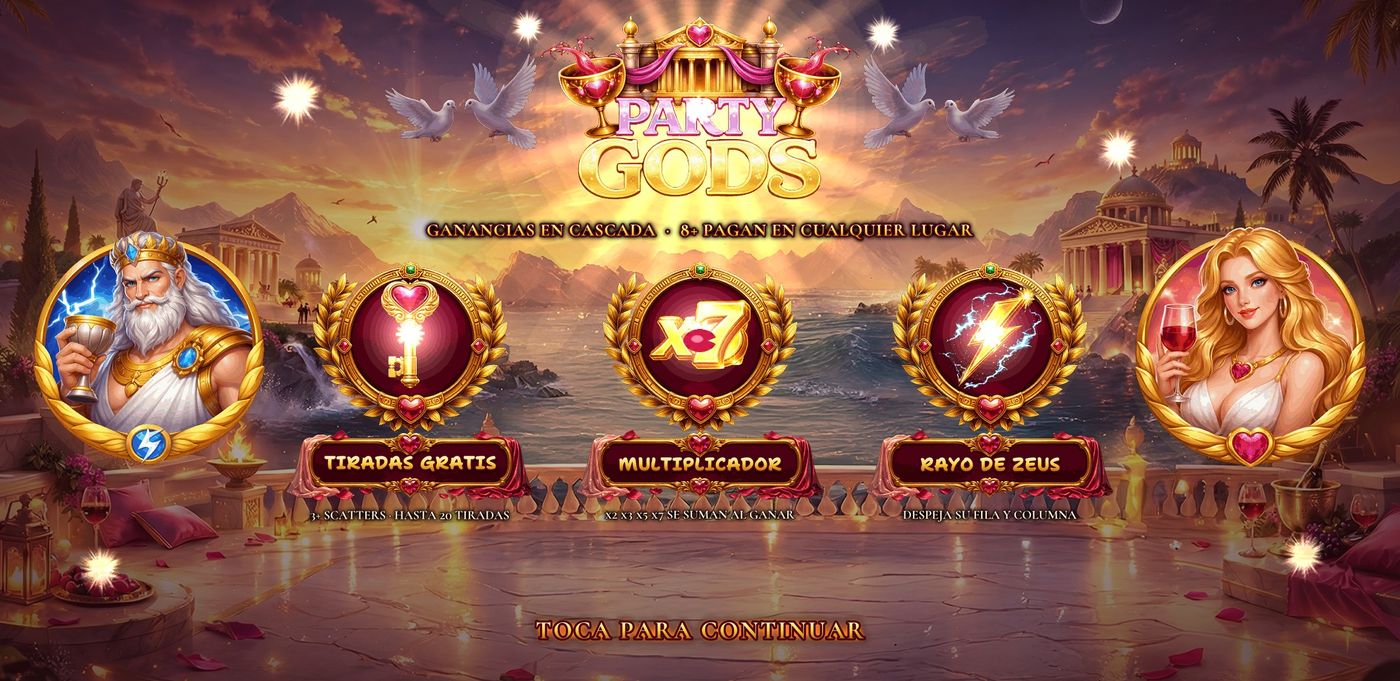 PARTY
GODS
GANANCIAS EN CASCADA · 8+ PAGAN EN CUALQUIER LUGAR
x7
TIRADAS GRATIS
MULTIPLICADOR
RAYO DE ZEUS
3+ SCATTERS · HASTA 20 TIRADAS
x2 x3 x5 x7 SE SUMAN AL GANAR
DESPEJA SU FILA Y COLUMNA
TOCA PARA CONTINUAR